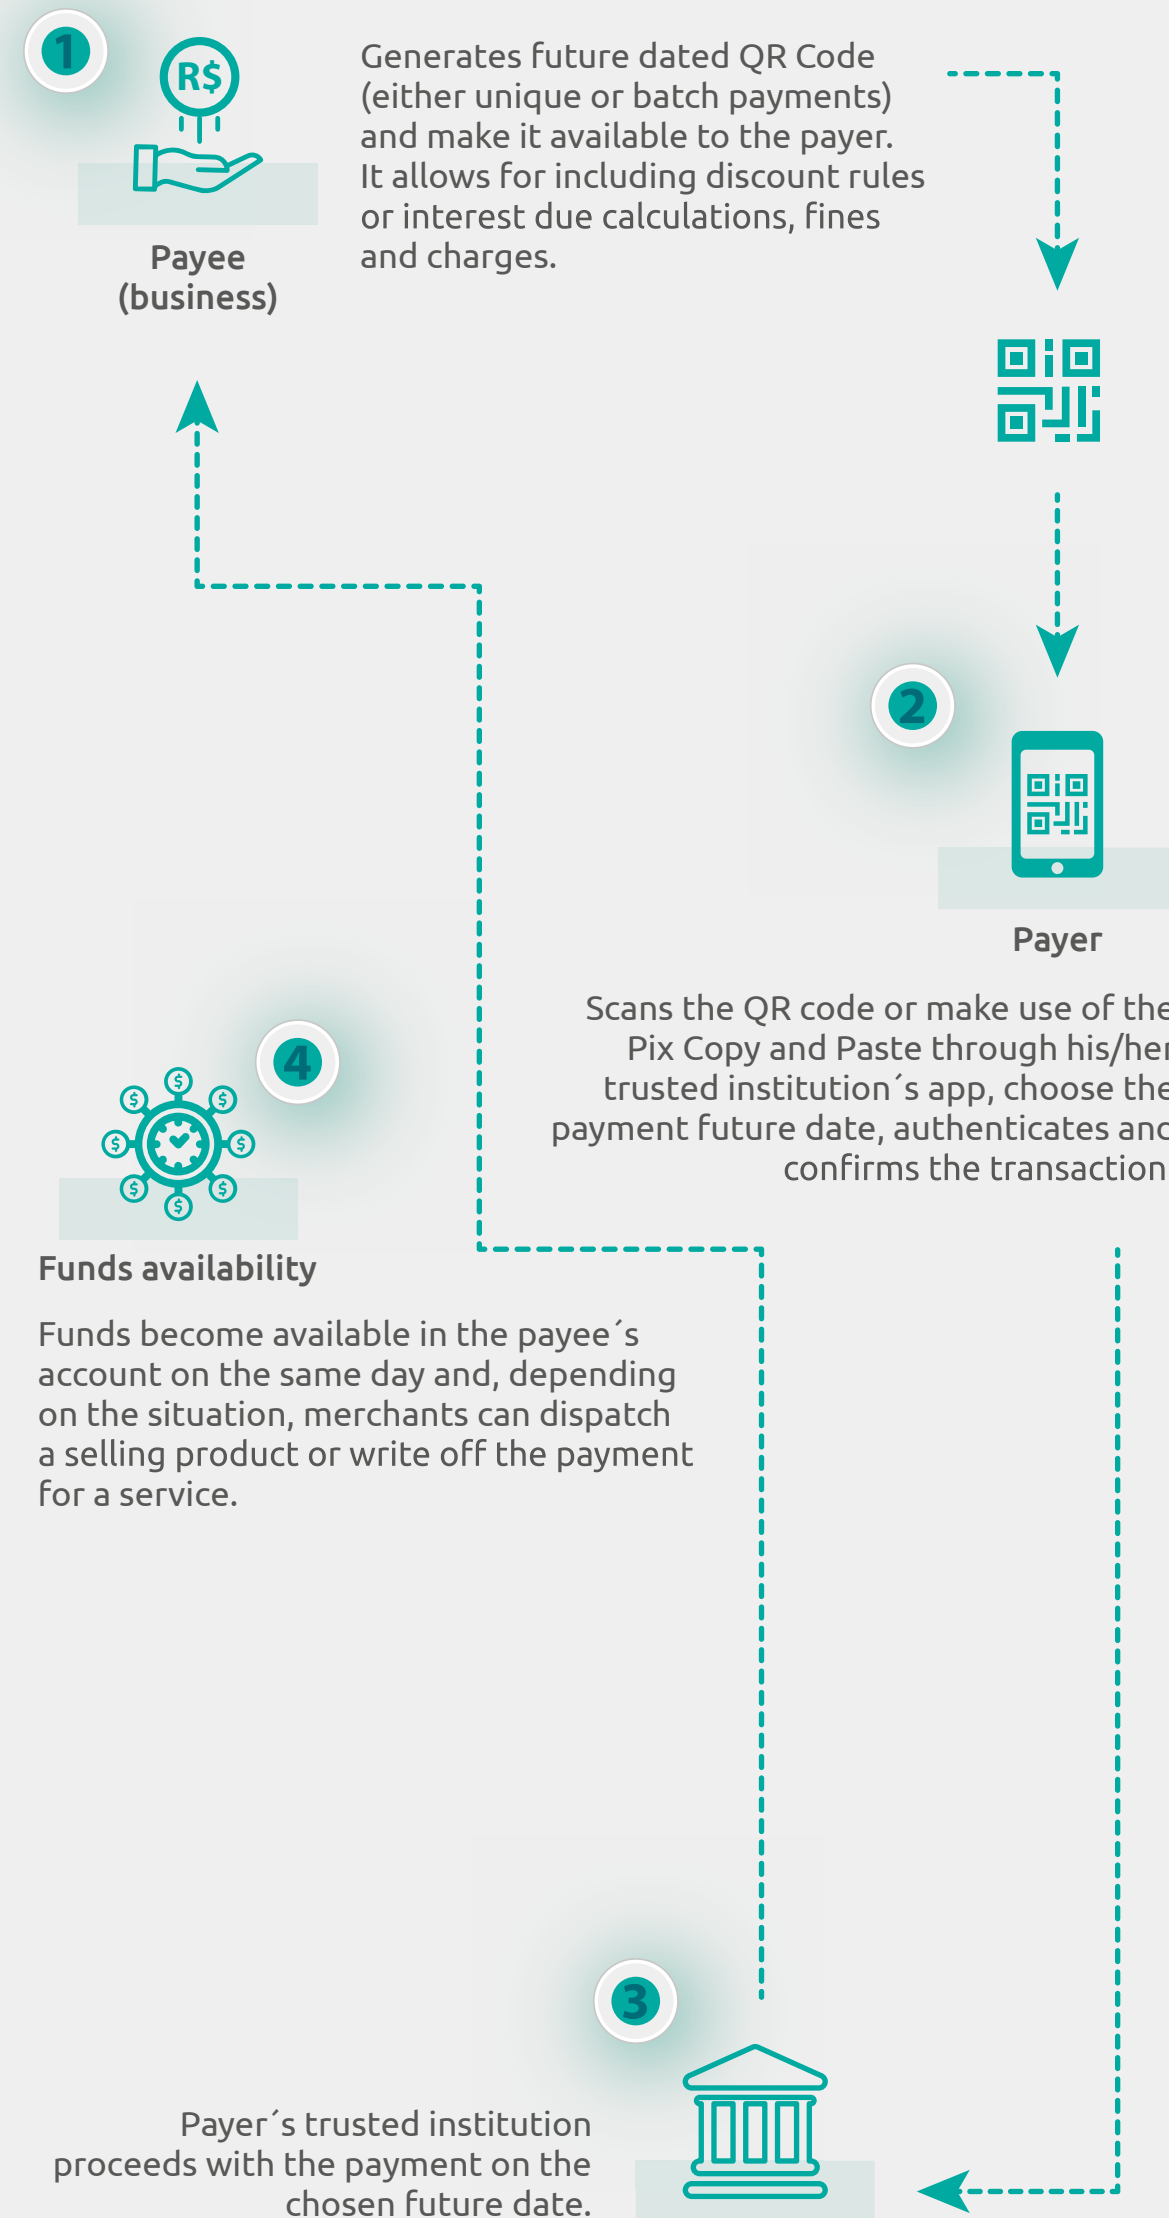 1
R$
Payee
(business)
Generates future dated QR Code
(either unique or batch payments)
and make it available to the payer.
It allows for including discount rules
or interest due calculations, fines
and charges.
2
Payer
Scans the QR code or make use of the
Pix Copy and Paste through his/her
trusted institution´s app, choose the
payment future date, authenticates and
confirms the transaction
4
$
$
$
$
$
$
$
$
Funds availability
Funds become available in the payee´s
account on the same day and, depending
on the situation, merchants can dispatch
a selling product or write off the payment
for a service.
3
Payer´s trusted institution
proceeds with the payment on the
chosen future date.